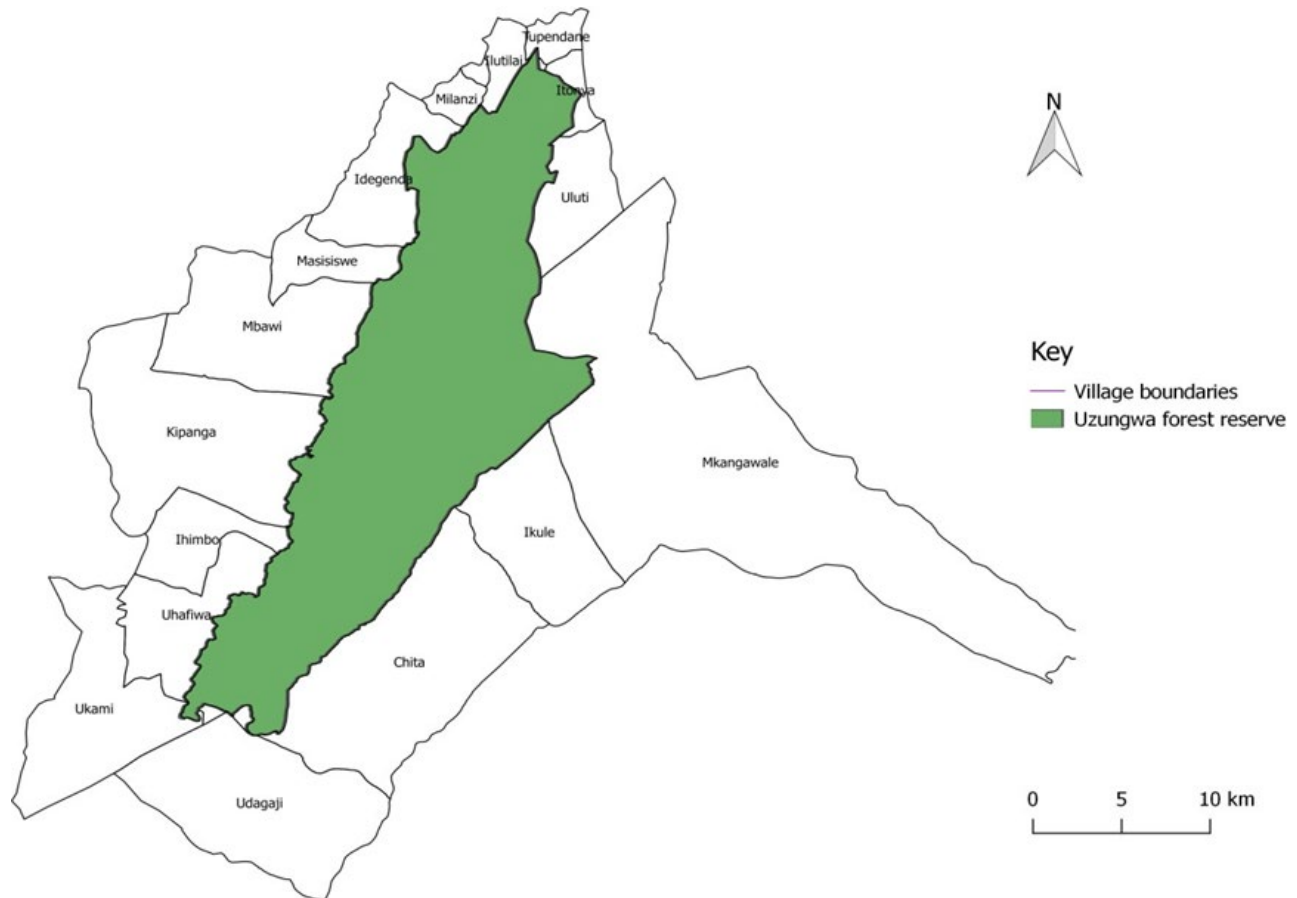 Tupendane
Ilutilaj
Itonya
Milanzi
N
Idegenda
Uluti
Masisiswe
Mbawi
Key
Village boundaries
Uzungwa forest reserve
Kipanga
Mkangawale
Ihimbo
Ikule
Uhafiwa
Chita
Ukami
Udagaji
0 5 10 km